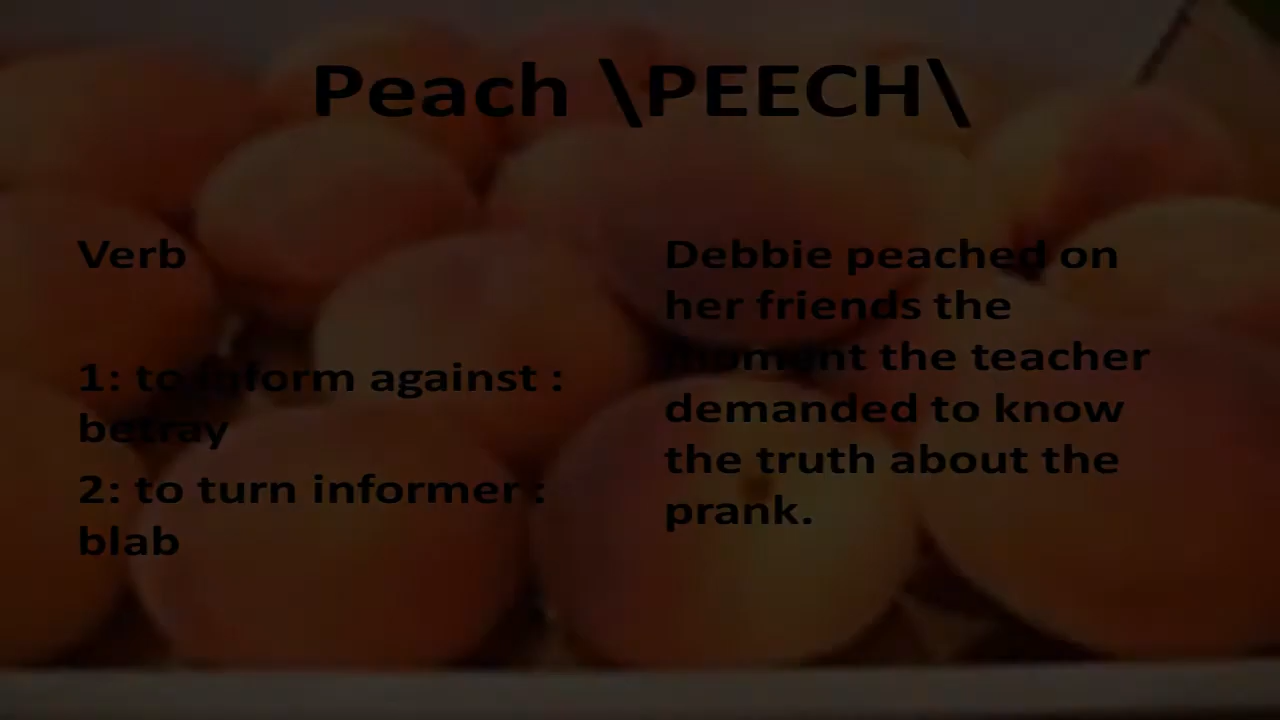 Peach \PEECH\
Verb
1: to inform against :
betray
2: to turn informer :
blab
Debbie peached on
her friends the
moment the teacher
demanded to know
the truth about the
prank.